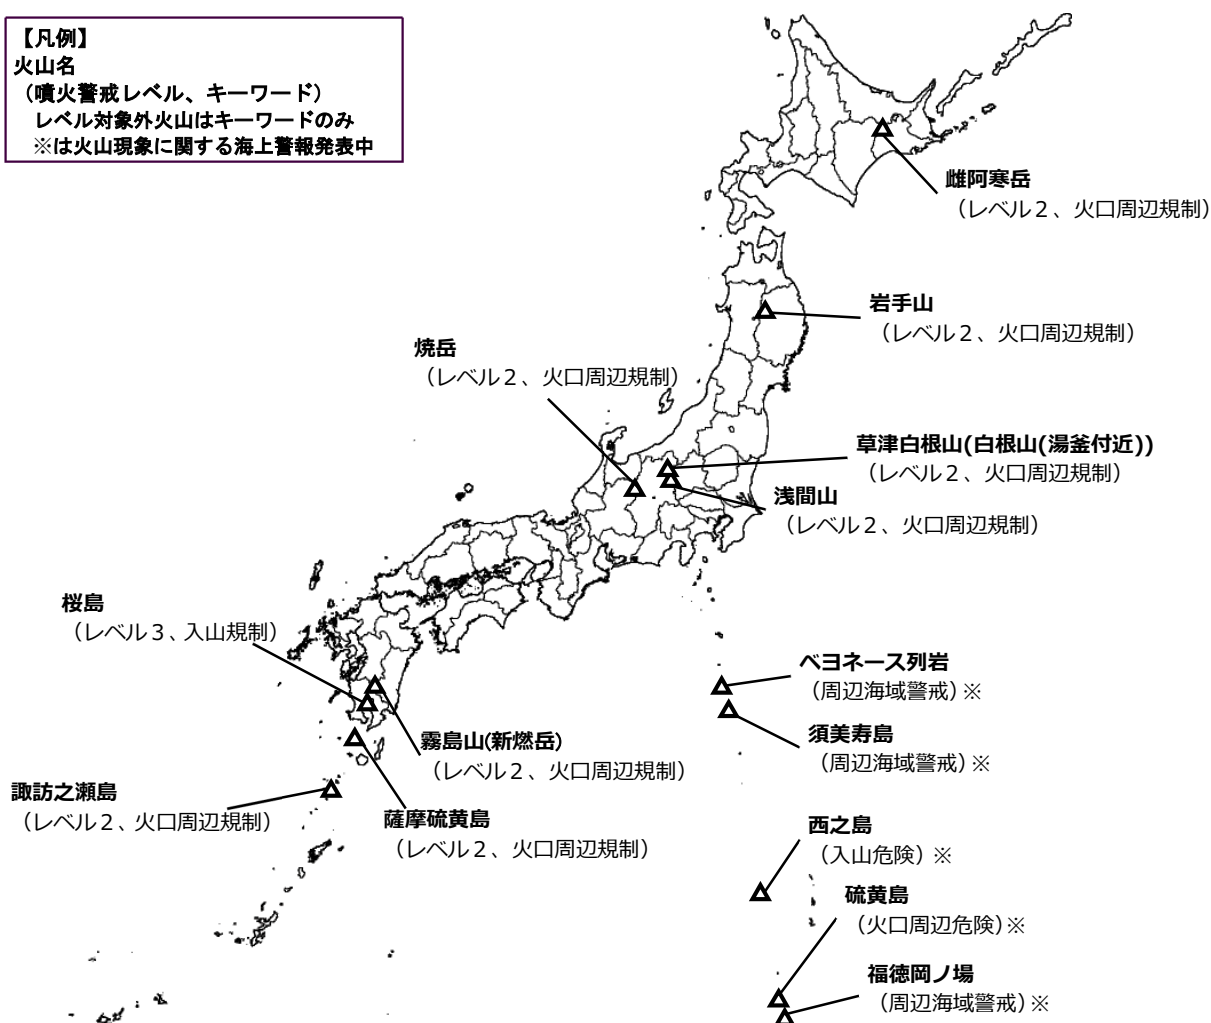 【凡例】
火山名
（噴火警戒レベル、キーワード）
レベル対象外火山はキーワードのみ
※は火山現象に関する海上警報発表中
雌阿寒岳
（レベル２、火口周辺規制）
岩手山
（レベル２、火口周辺規制）
焼岳
（レベル２、火口周辺規制）
草津白根山(白根山(湯釜付近))
（レベル２、火口周辺規制）
浅間山
（レベル２、火口周辺規制）
桜島
（レベル３、入山規制）
ベヨネース列岩
（周辺海域警戒）※
須美寿島
（周辺海域警戒）※
霧島山(新燃岳)
（レベル２、火口周辺規制）
諏訪之瀬島
（レベル２、火口周辺規制）
薩摩硫黄島
（レベル２、火口周辺規制）
西之島
（入山危険）※
硫黄島
（火口周辺危険）※
福徳岡ノ場
（周辺海域警戒）※